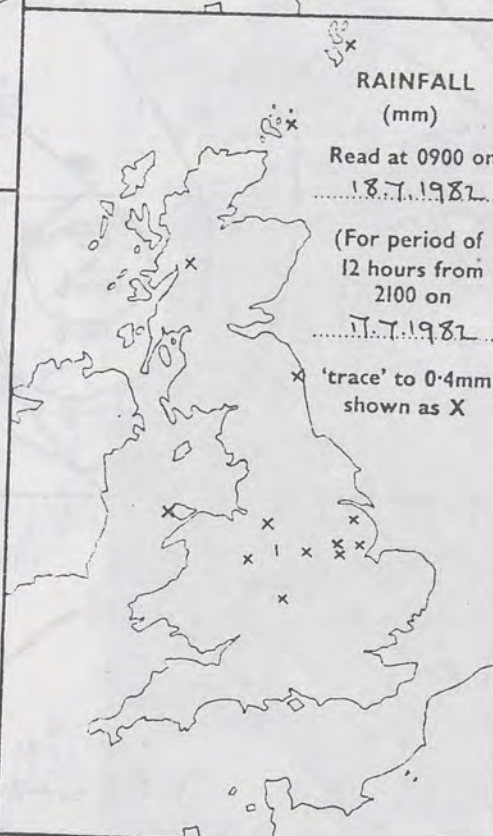 RAINFALL
(mm)
Read at 0900 on
18.7.1982
(For period of
12 hours from
2100 on
17.7.1982
'trace' to 0·4mm
shown as X
x
x
x
x
x
x
x
x
1
x
x
x
x
x
x